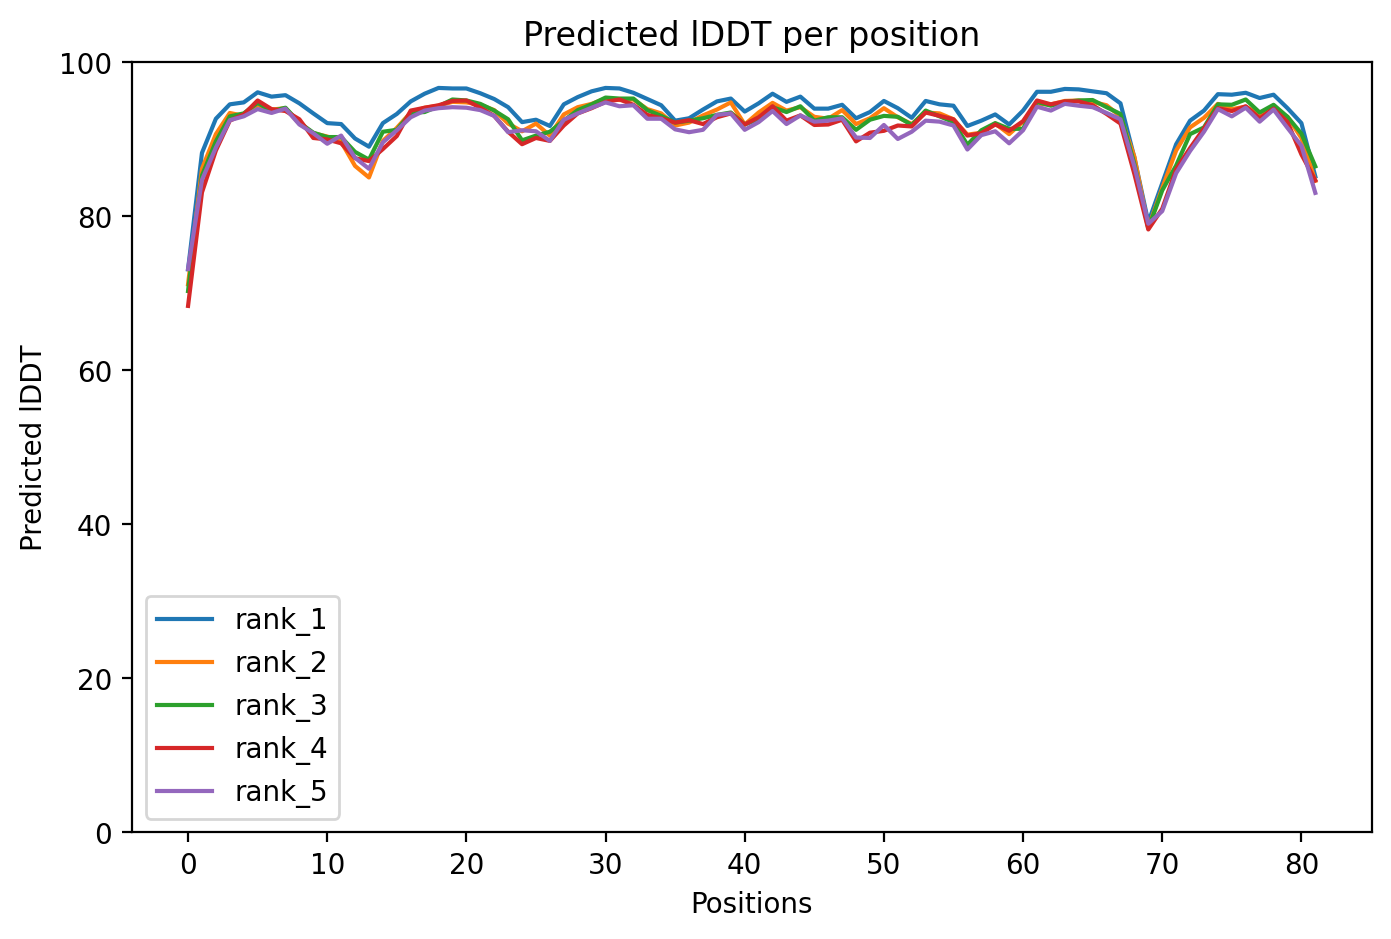 Predicted lDDT per position
100
80
60
40
20
0
Predicted lDDT
rank_1
rank_2
rank_3
rank_4
rank_5
0 10 20 30 40 50 60 70 80
Positions